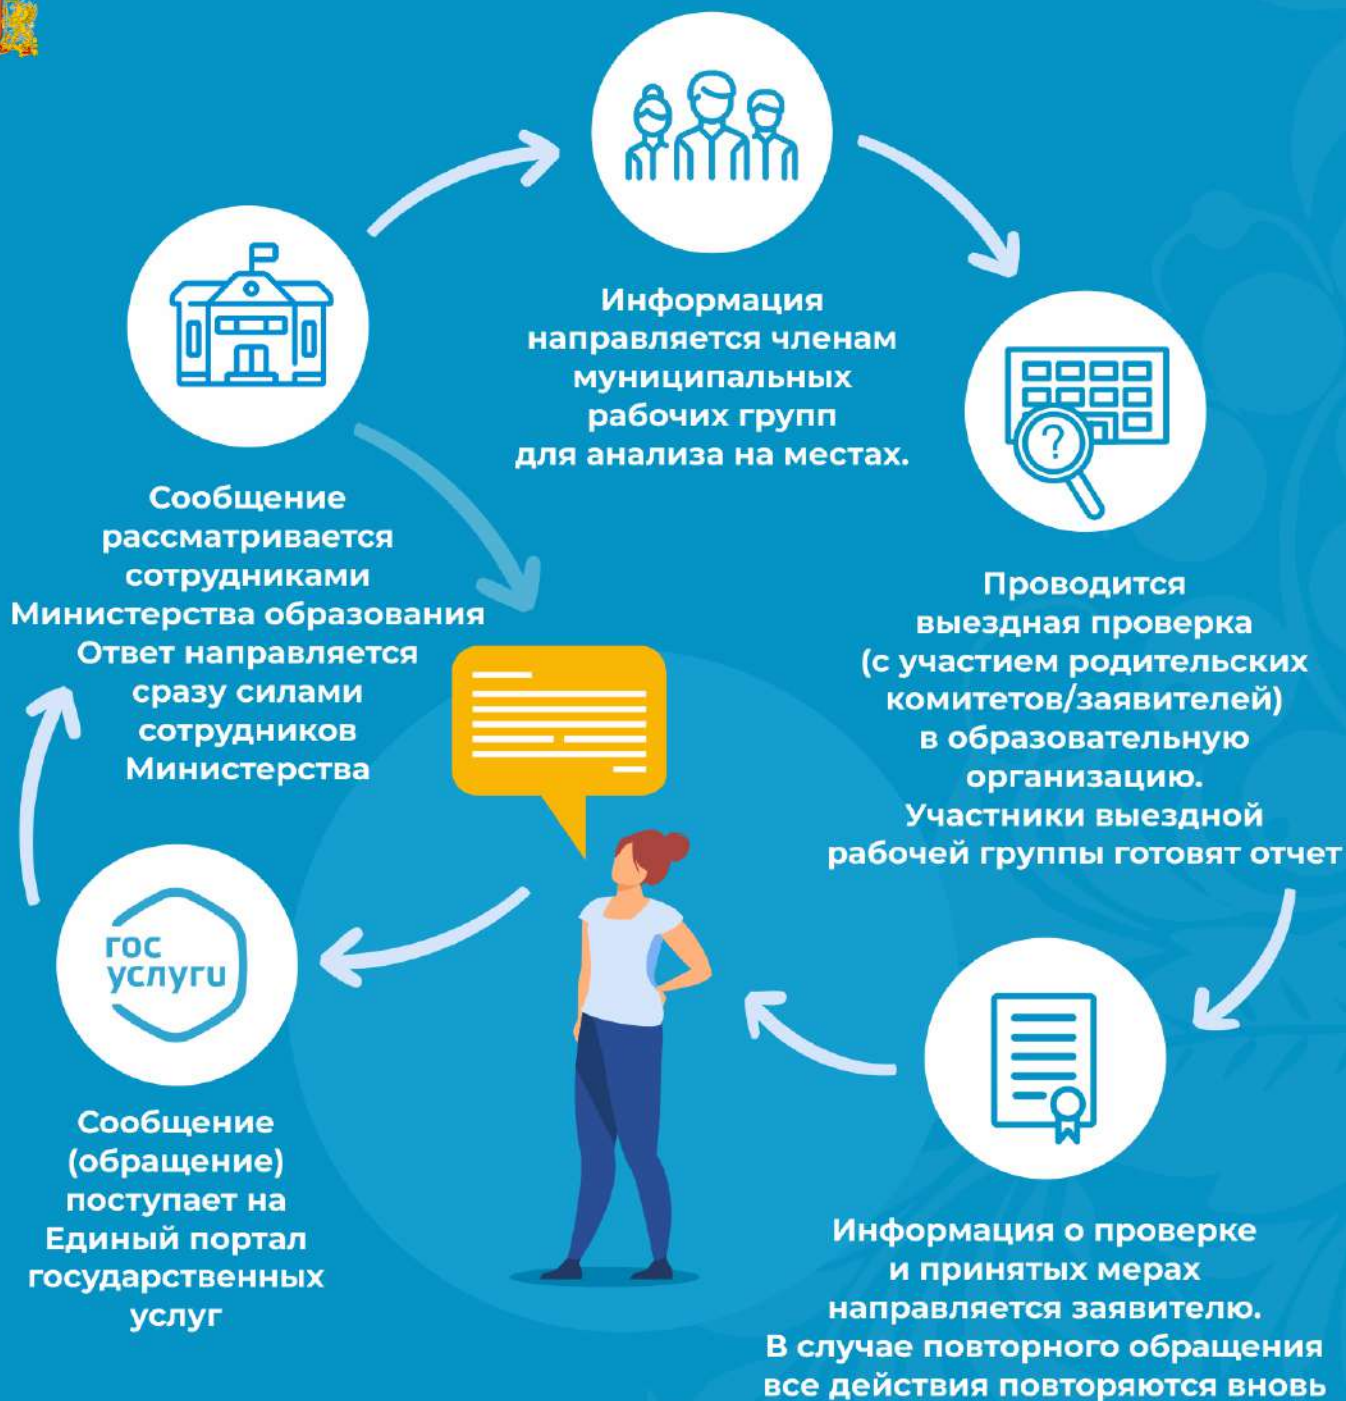 Информация
направляется членам
муниципальных
рабочих групп
для анализа на местах.
Сообщение
рассматривается
сотрудниками
Министерства образования
Ответ направляется
сразу силами
сотрудников
Министерства
Проводится
выездная проверка
(с участием родительских
комитетов/заявителей)
в образовательную
организацию.
Участники выездной
рабочей группы готовят отчет
гос
услуги
Сообщение
(обращение)
поступает на
Единый портал
государственных
услуг
Информация о проверке
и принятых мерах
направляется заявителю.
В случае повторного обращения
все действия повторяются вновь
?